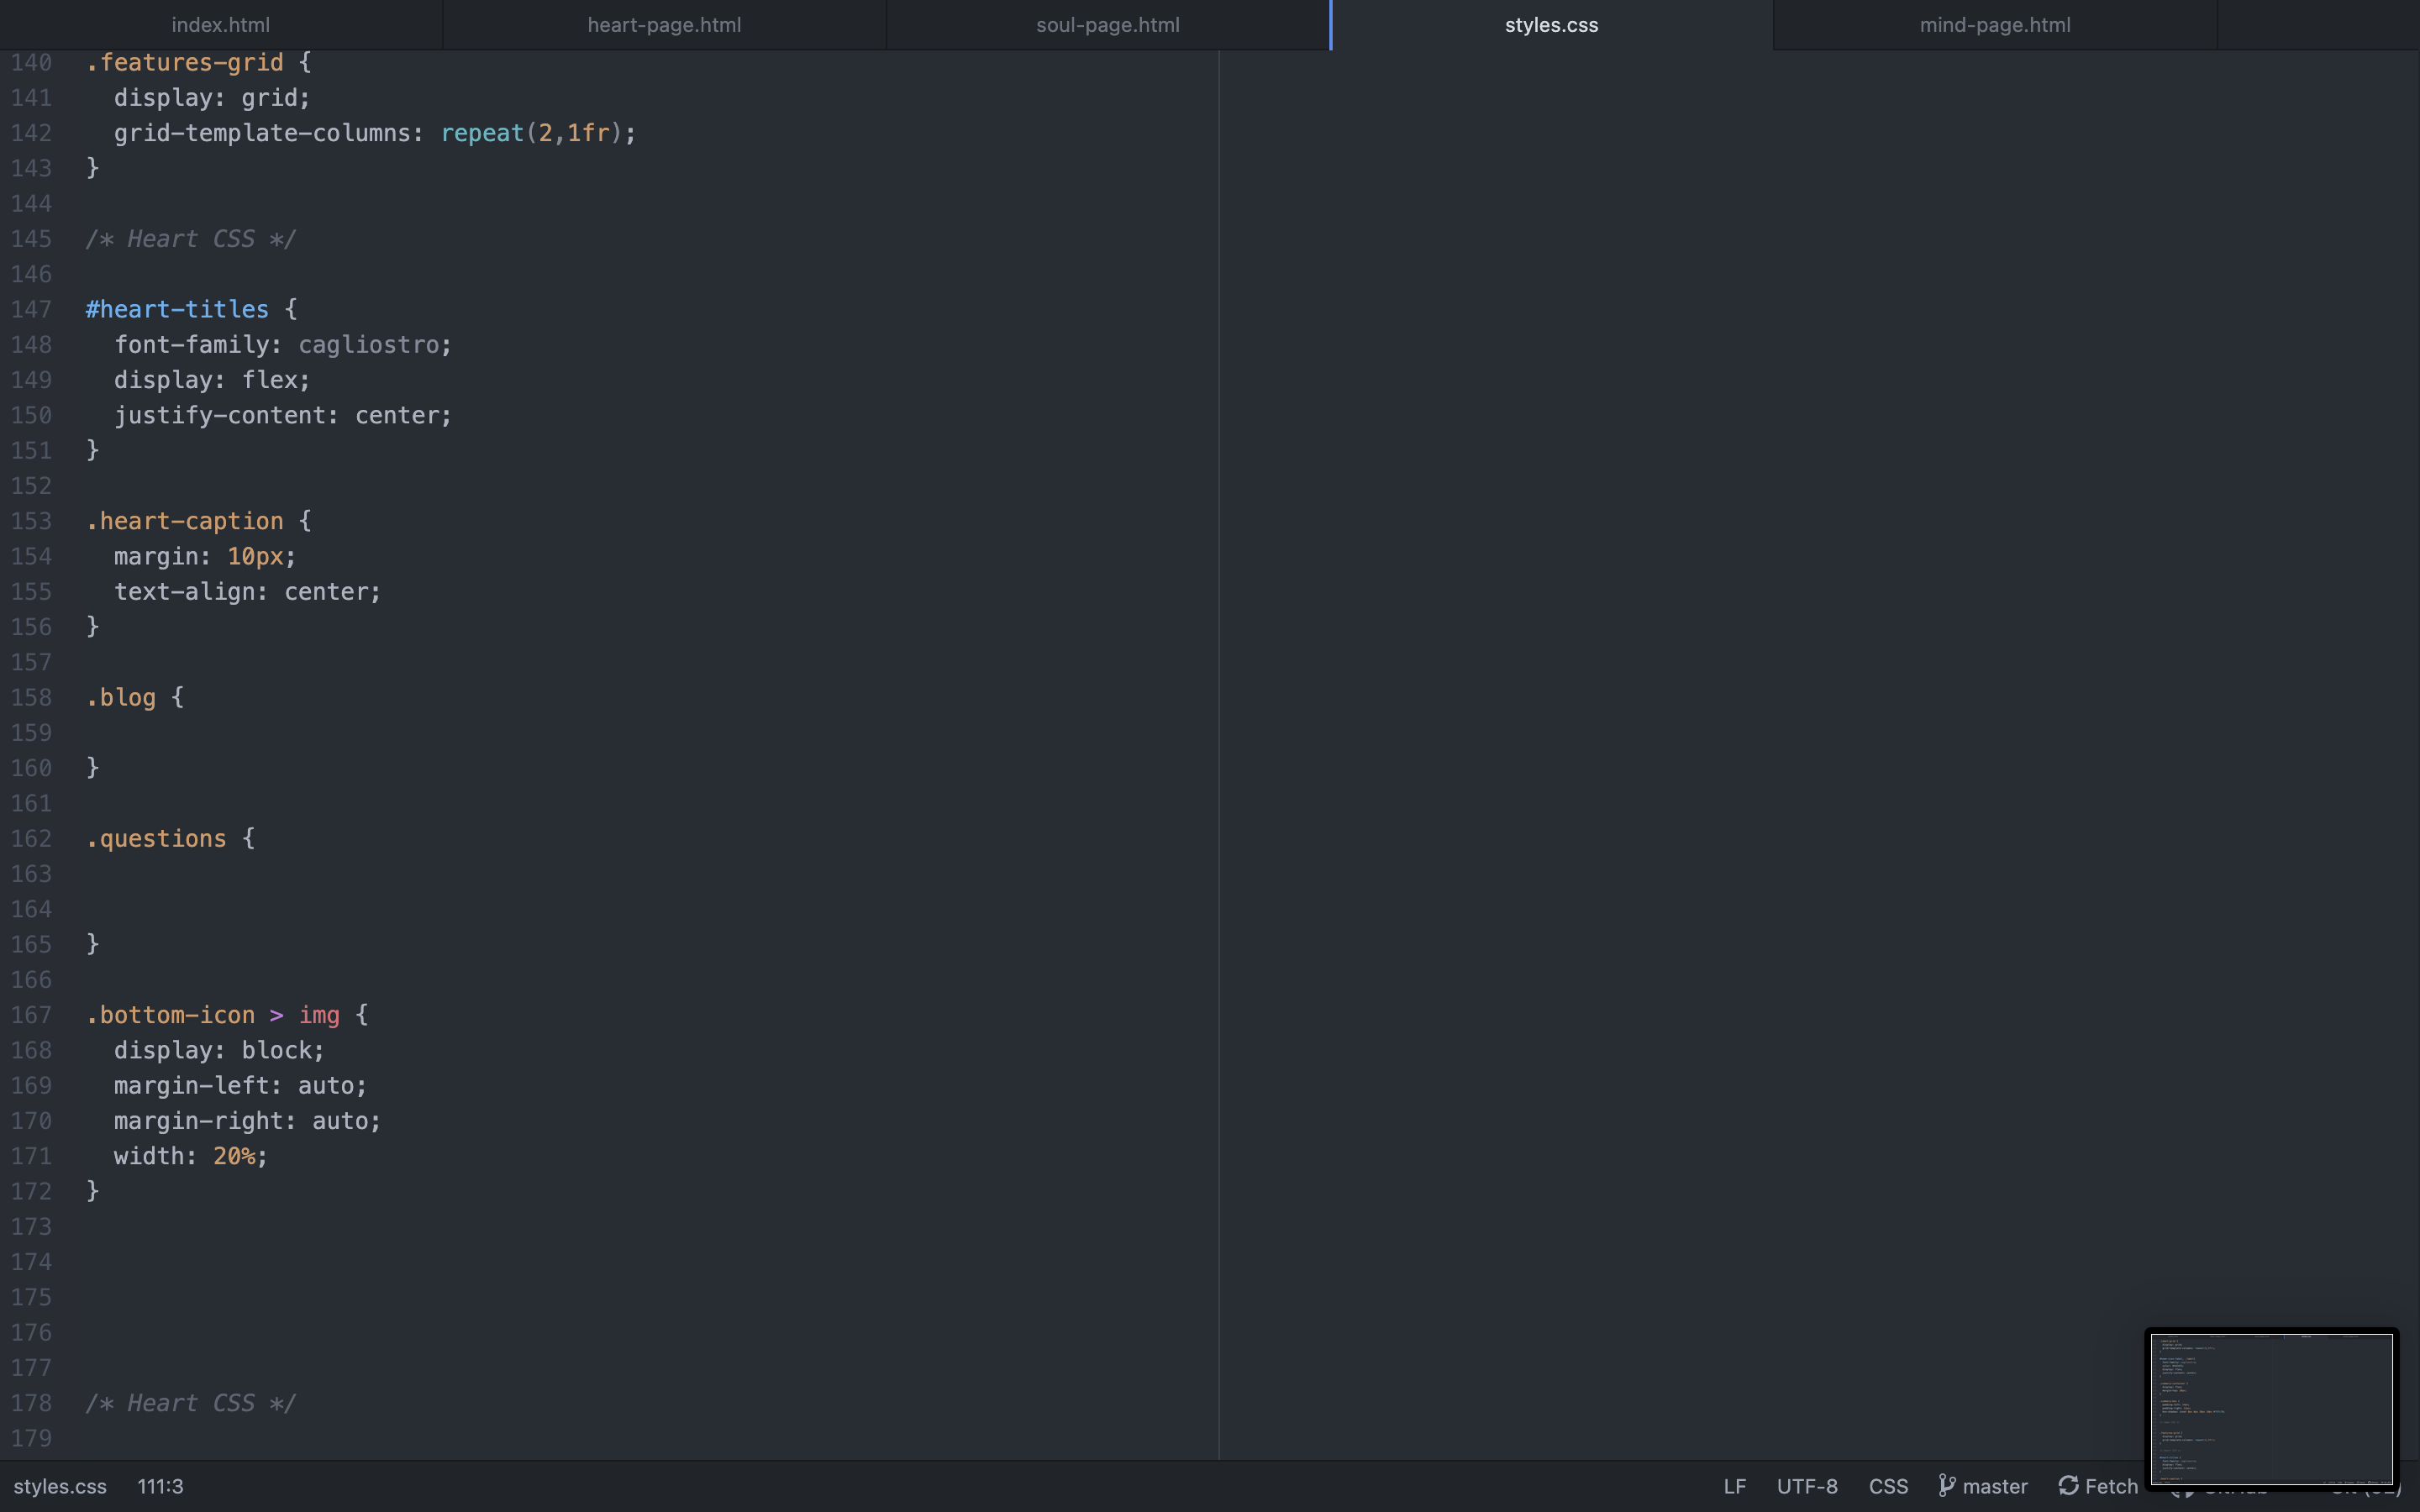 index.html heart-page.html soul-page.html styles.css mind-page.html
140 .features-grid {
141 display: grid;
142 grid-template-columns: repeat(2,1fr);
143 }
144
145 /* Heart CSS */
146
147 #heart-titles {
148 font-family: cagliostro;
149 display: flex;
150 justify-content: center;
151 }
152
153 .heart-caption {
154 margin: 10px;
155 text-align: center;
156 }
157
158 .blog {
159
160 }
161
162 .questions {
163
164
165 }
166
167 .bottom-icon > img {
168 display: block;
169 margin-left: auto;
170 margin-right: auto;
171 width: 20%;
172 }
173
174
175
176
177
178 /* Heart CSS */
179
styles.css 111:3 LF UTF-8 CSS master Fetch